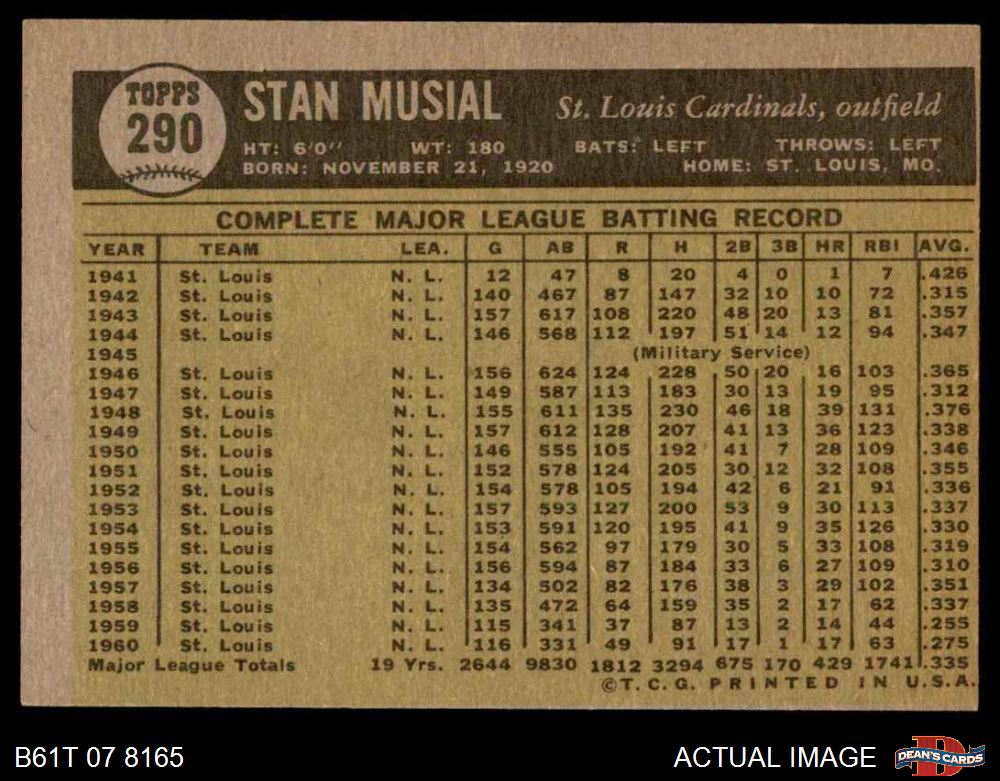 TOPPS
290
STAN MUSIAL St. Louis Cardinals, outfield
HT: 6'0" WT: 180 BATS: LEFT THROWS: LEFT
BORN: NOVEMBER 21, 1920 HOME: ST. LOUIS, MO.
COMPLETE MAJOR LEAGUE BATTING RECORD
YEAR TEAM LEA. G AB R H 2B 3B HR RBI AVG.
1941 St. Louis N. L. 12 47 8 20 4 0 1 7 .426
1942 St. Louis N. L. 140 467 87 147 32 10 10 72 .315
1943 St. Louis N. L. 157 617 108 220 48 20 13 81 .357
1944 St. Louis N. L. 146 568 112 197 51 14 12 94 .347
1945 (Military Service)
1946 St. Louis N. L. 156 624 124 228 50 20 16 103 .365
1947 St. Louis N. L. 149 587 113 183 30 13 19 95 .312
1948 St. Louis N. L. 155 611 135 230 46 18 39 131 .376
1949 St. Louis N. L. 157 612 128 207 41 13 36 123 .338
1950 St. Louis N. L. 146 555 105 192 41 7 28 109 .346
1951 St. Louis N. L. 152 578 124 205 30 12 32 108 .355
1952 St. Louis N. L. 154 578 105 194 42 6 21 91 .336
1953 St. Louis N. L. 157 593 127 200 53 9 30 113 .337
1954 St. Louis N. L. 153 591 120 195 41 9 35 126 .330
1955 St. Louis N. L. 154 562 97 179 30 5 33 108 .319
1956 St. Louis N. L. 156 594 87 184 33 6 27 109 .310
1957 St. Louis N. L. 134 502 82 176 38 3 29 102 .351
1958 St. Louis N. L. 135 472 64 159 35 2 17 62 .337
1959 St. Louis N. L. 115 341 37 87 13 2 14 44 .255
1960 St. Louis N. L. 116 331 49 91 17 1 17 63 .275
Major League Totals 19 Yrs. 2644 9830 1812 3294 675 170 429 1741 .335
©T. C. G. PRINTED IN U.S.A.
B61T 07 8165 ACTUAL IMAGE DEAN'S CARDS